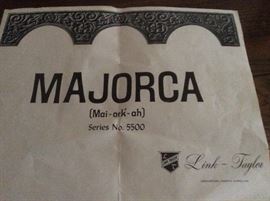 MAJORCA
(Mai-ork-ah)
Series No. 5500
Link-Taylor